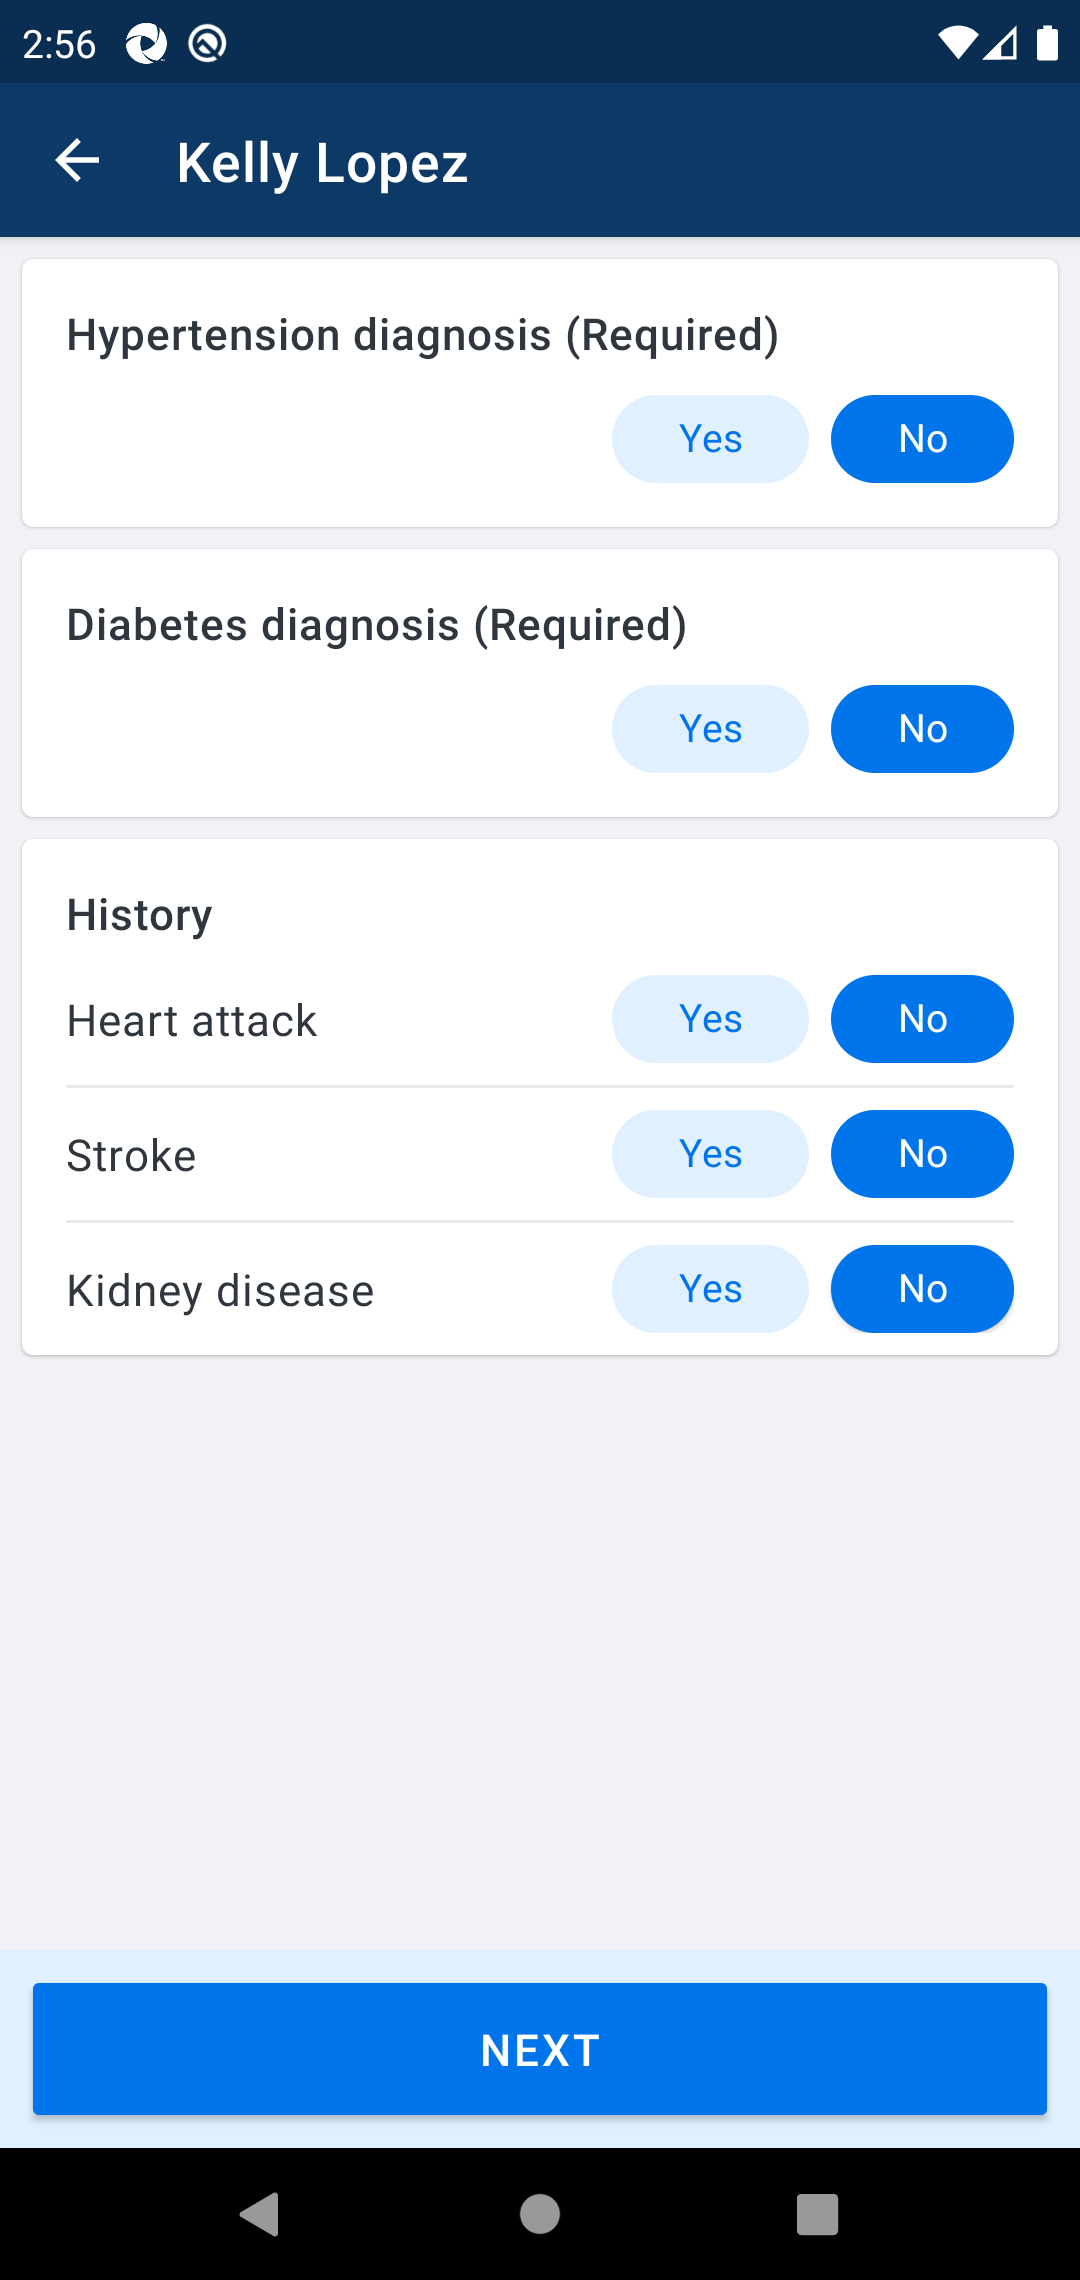 2:56
Kelly Lopez
Hypertension diagnosis (Required)
Yes No
Diabetes diagnosis (Required)
Yes No
History
Heart attack Yes No
Stroke Yes No
Kidney disease Yes No
NEXT